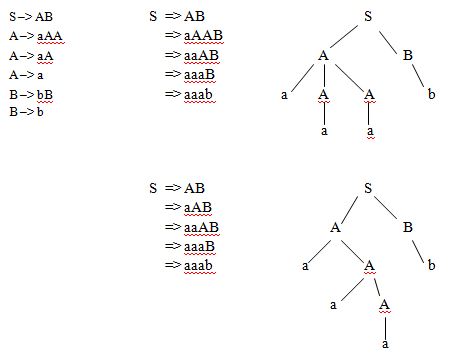 S –> AB
A –> aAA
A –> aA
A –> a
B –> bB
B –> b
S => AB
=> aAAB
=> aaAB
=> aaaB
=> aaab
S
A B
a A A b
a a
S => AB
=> aAB
=> aaAB
=> aaaB
=> aaab
S
A B
a A b
a A
a